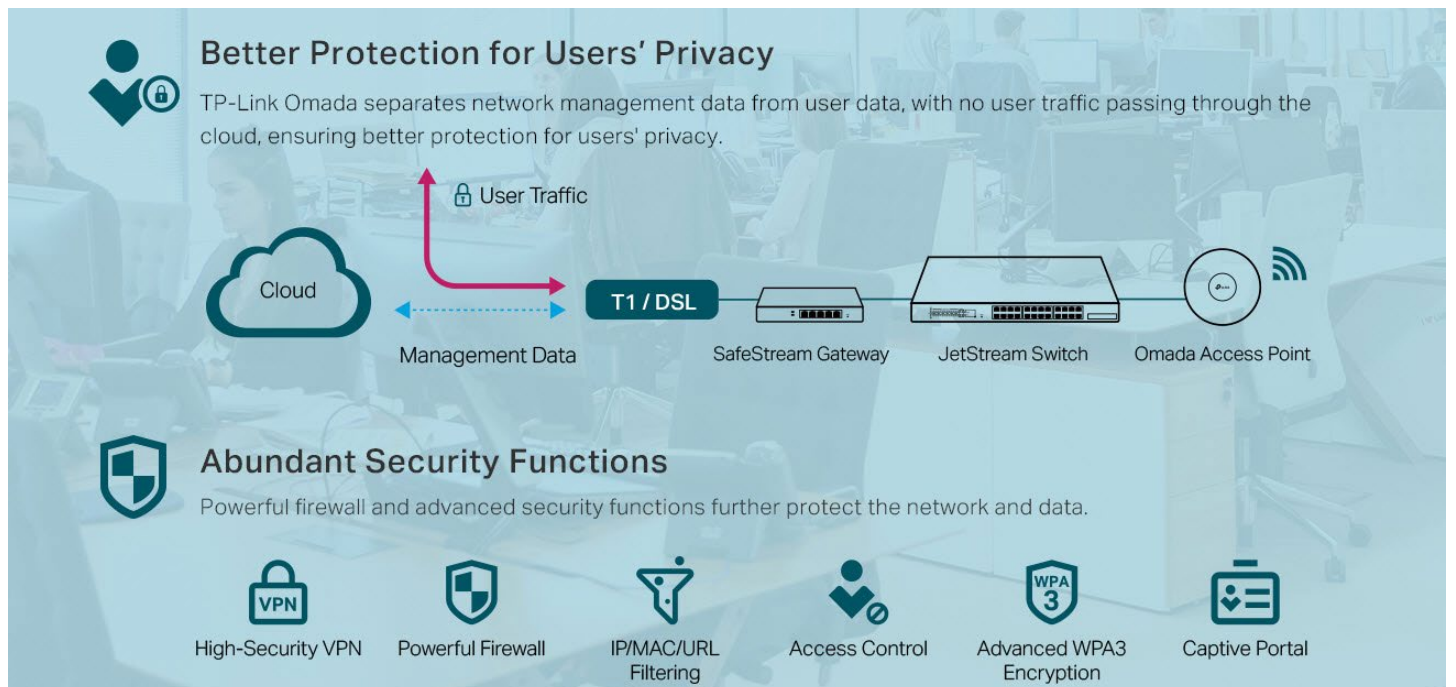 Better Protection for Users' Privacy
TP-Link Omada separates network management data from user data, with no user traffic passing through the
cloud, ensuring better protection for users' privacy.
User Traffic
Cloud
T1 / DSL
Management Data
SafeStream Gateway
JetStream Switch
Omada Access Point
Abundant Security Functions
Powerful firewall and advanced security functions further protect the network and data.
VPN
WPA
3
High-Security VPN
Powerful Firewall
IP/MAC/URL
Filtering
Access Control
Advanced WPA3
Encryption
Captive Portal